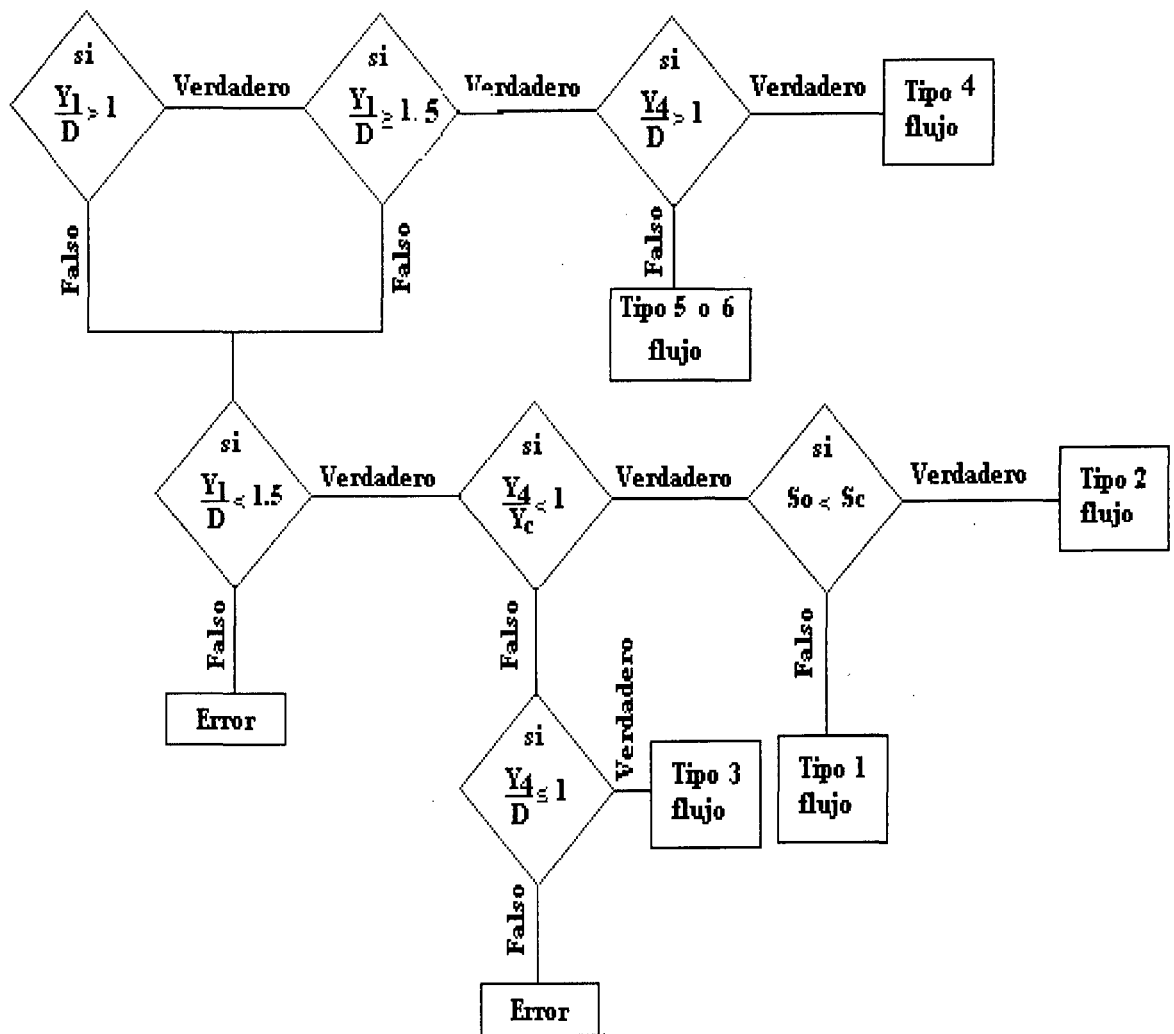 si
Y1
D
> 1
Verdadero
si
Y1
D
≥ 1.5
Verdadero
si
Y4
D
> 1
Verdadero
Tipo 4
flujo
Falso
Falso
Falso
Tipo 5 o 6
flujo
si
Y1
D
< 1.5
Verdadero
si
Y4
Yc
< 1
Verdadero
si
So < Sc
Verdadero
Tipo 2
flujo
Falso
Falso
Falso
Error
si
Y4
D
≤ 1
Verdadero
Tipo 3
flujo
Tipo 1
flujo
Falso
Error